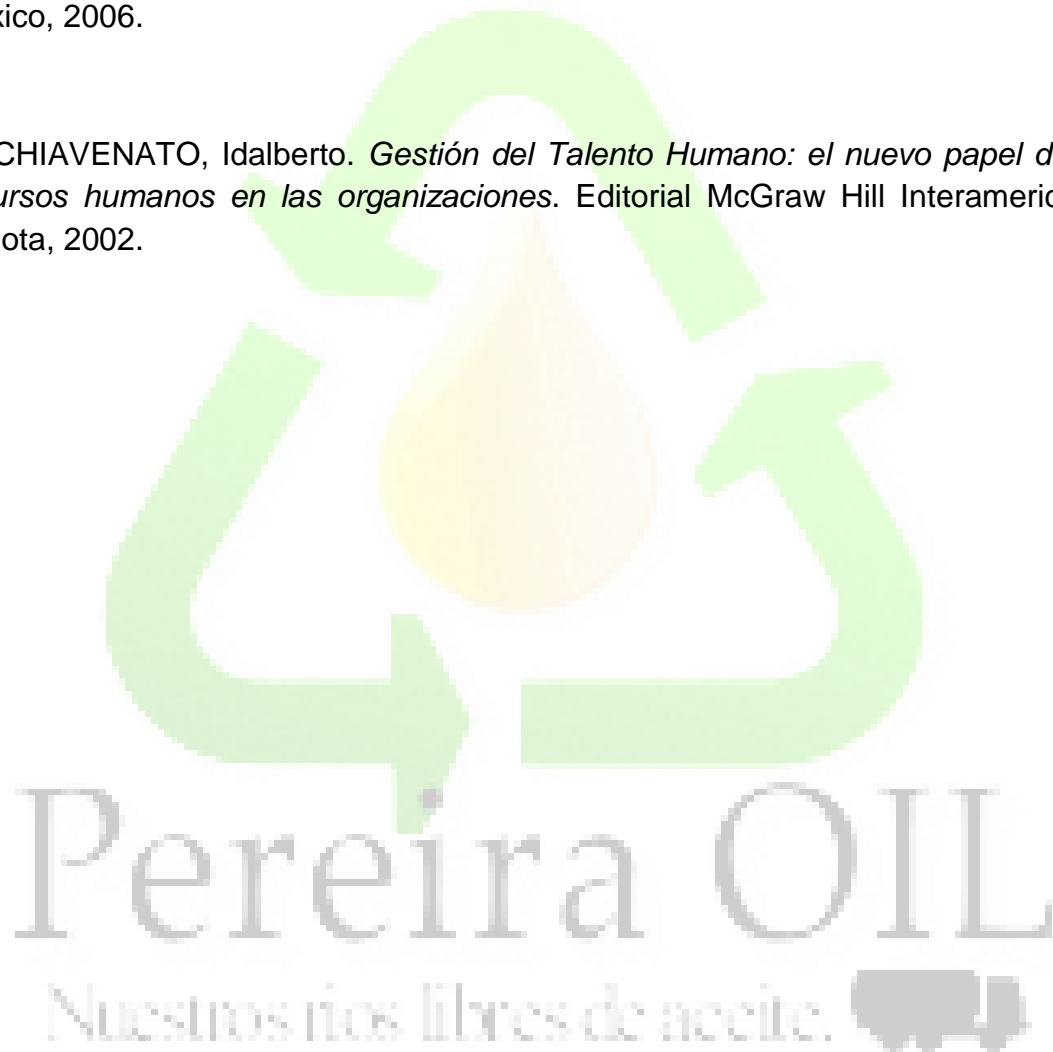 xico, 2006.
CHIAVENATO, Idalberto. Gestión del Talento Humano: el nuevo papel d
ursos humanos en las organizaciones. Editorial McGraw Hill Interameric
ota, 2002.
Pereira OIL
Nuestros rios libres de aceite.